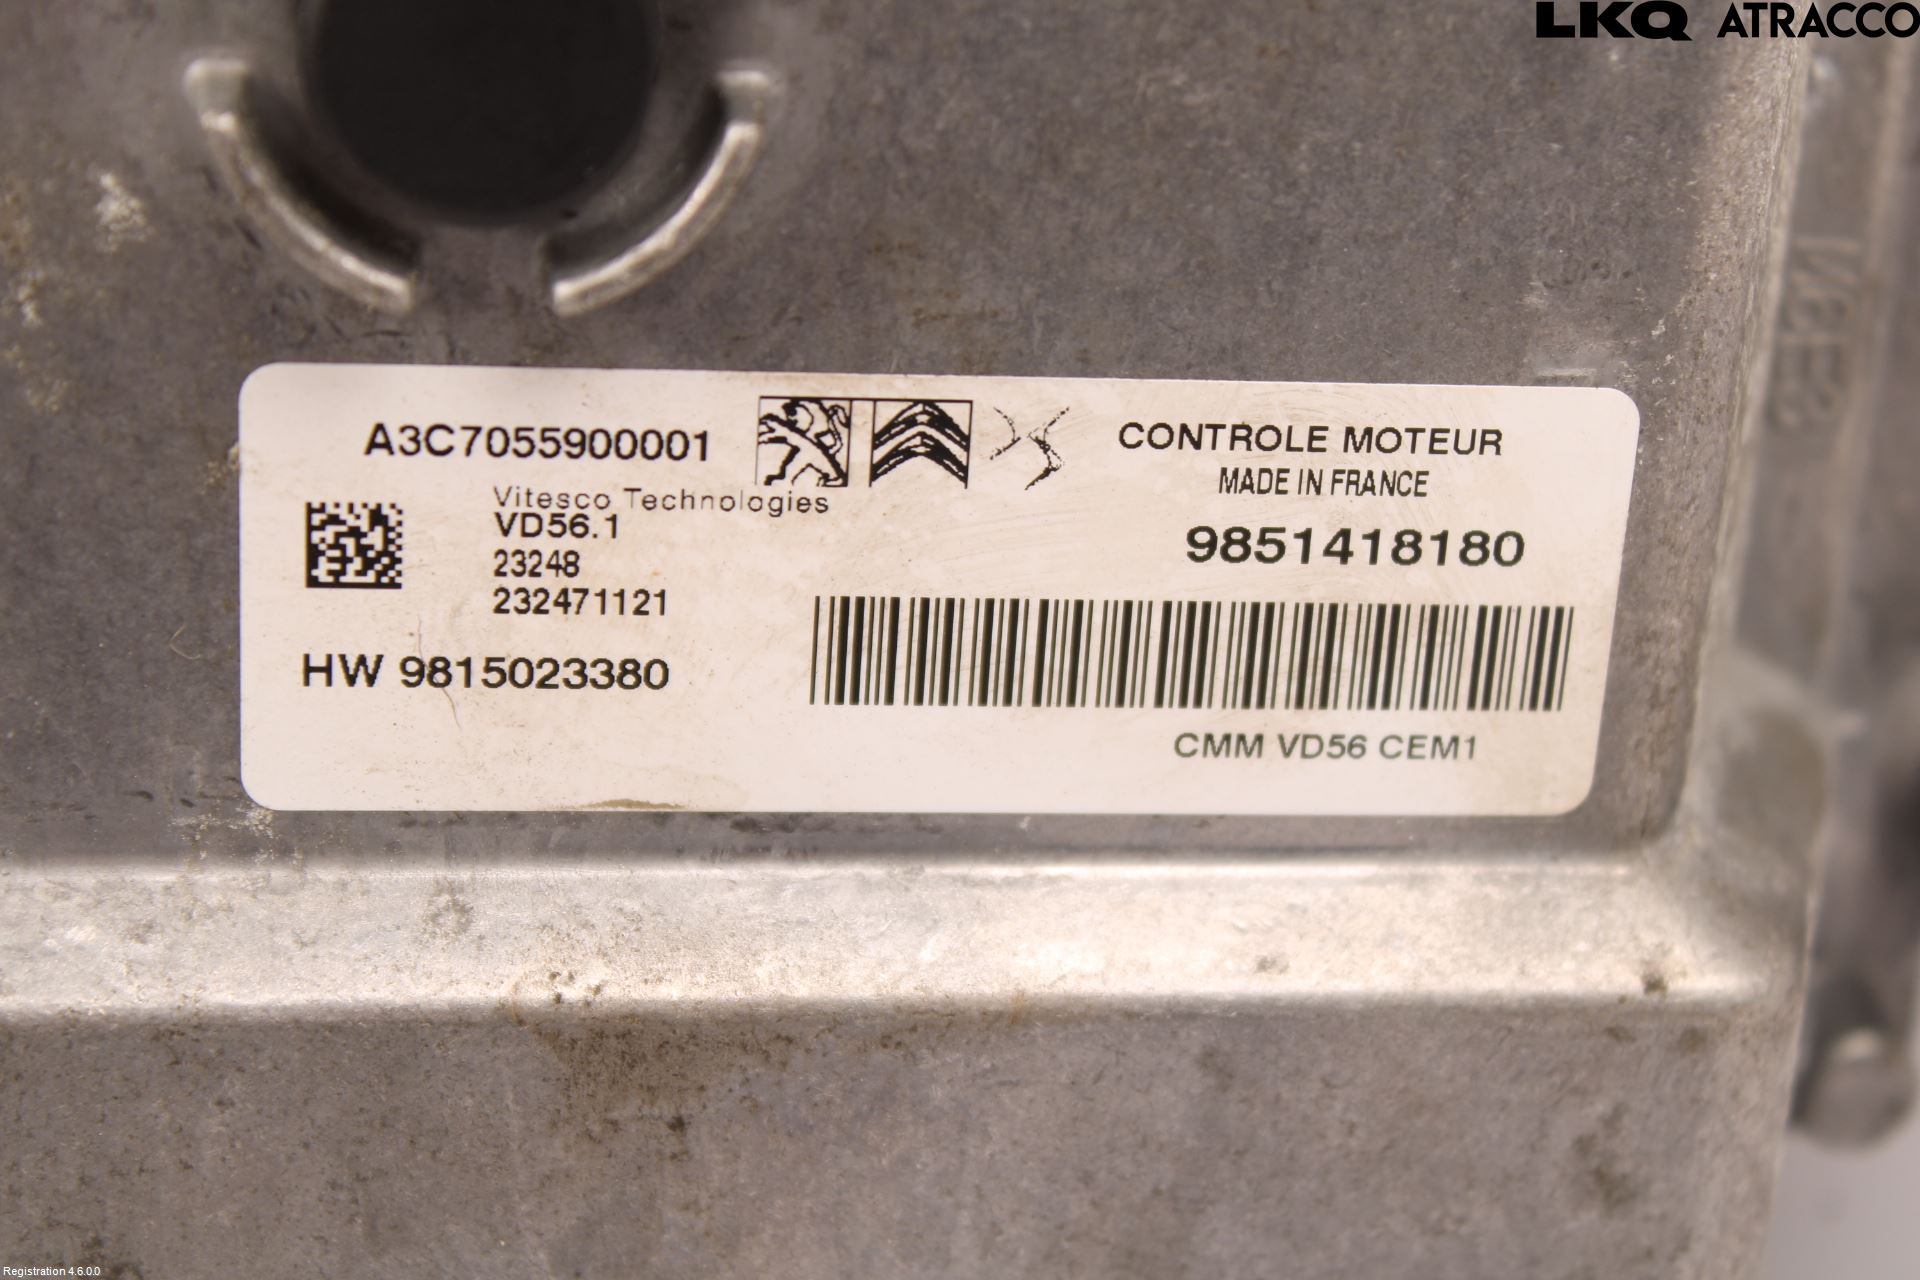 LKQ ATRACCO
A3C7055900001
CONTROLE MOTEUR
MADE IN FRANCE
Vitesco Technologies
VD56.1
23248
232471121
9851418180
HW 9815023380
CMM VD56 CEM1
Registration 4.6.0.0